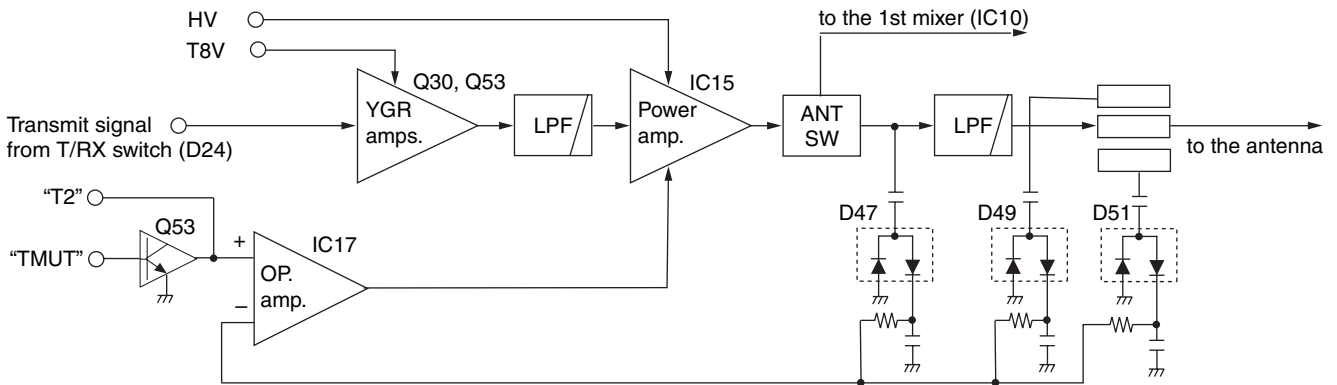 HV
to the 1st mixer (IC10)
T8V
Q30, Q53
IC15
YGR
amps.
LPF
Power
amp.
ANT
SW
LPF
Transmit signal
from T/RX switch (D24)
to the antenna
“T2”
Q53
D47
D49
D51
“TMUT”
+
IC17
OP.
amp.
–